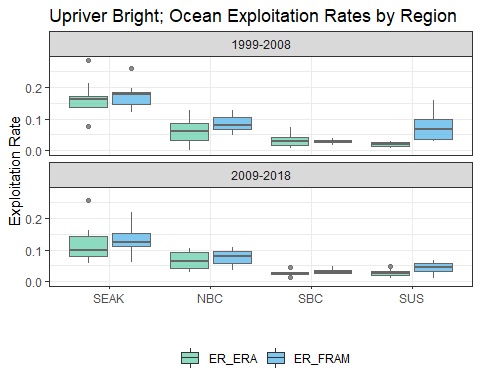 Upriver Bright; Ocean Exploitation Rates by Region
1999-2008
0.2
0.1
0.0
Exploitation Rate
2009-2018
0.2
0.1
0.0
SEAK NBC SBC SUS
ER_ERA ER_FRAM